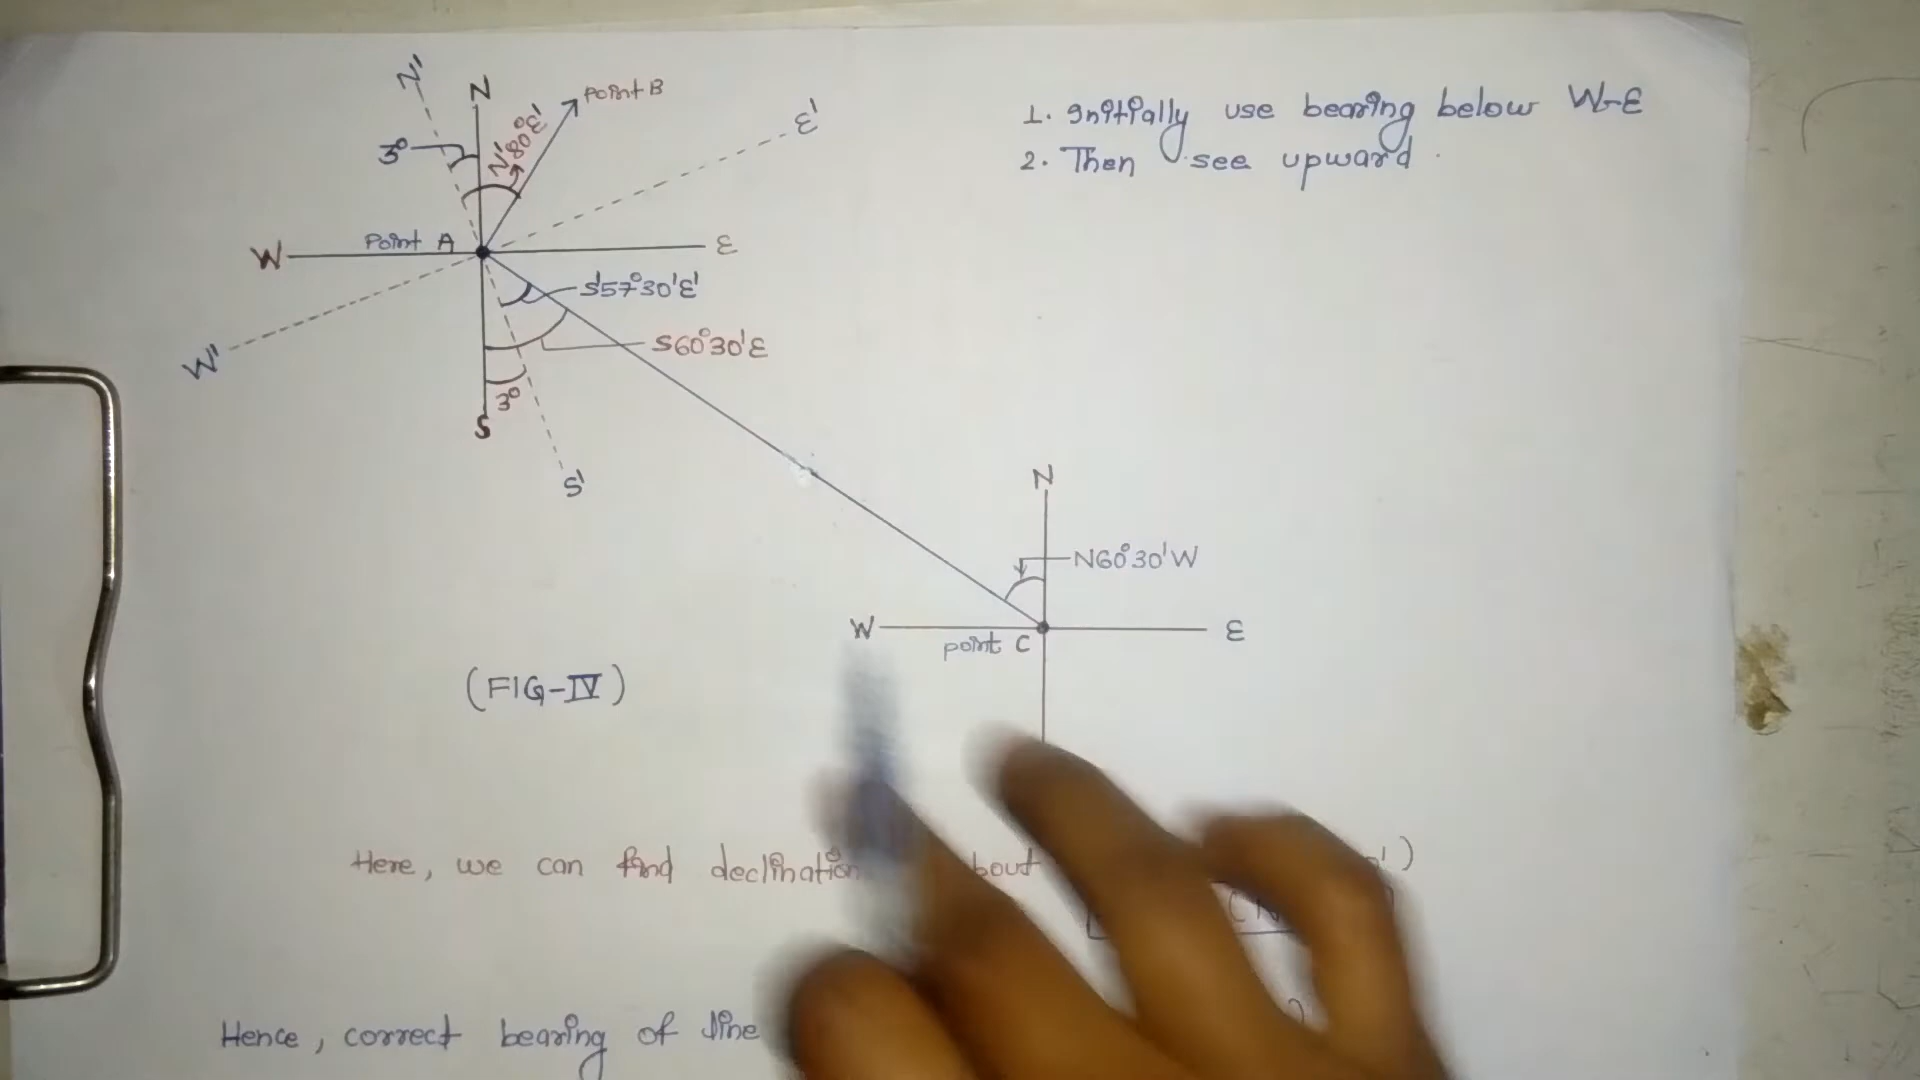 N'
N
Point B
E'
3°
N'80°E'
1. Initially use bearing below W-E
2. Then see upward.
W
Point A
E
S'57°30'E'
S60°30'E
W'
3°
S
S'
N
N60°30'W
W
E
point C
(FIG-IV)
Here, we can find declination
Hence, correct bearing of line